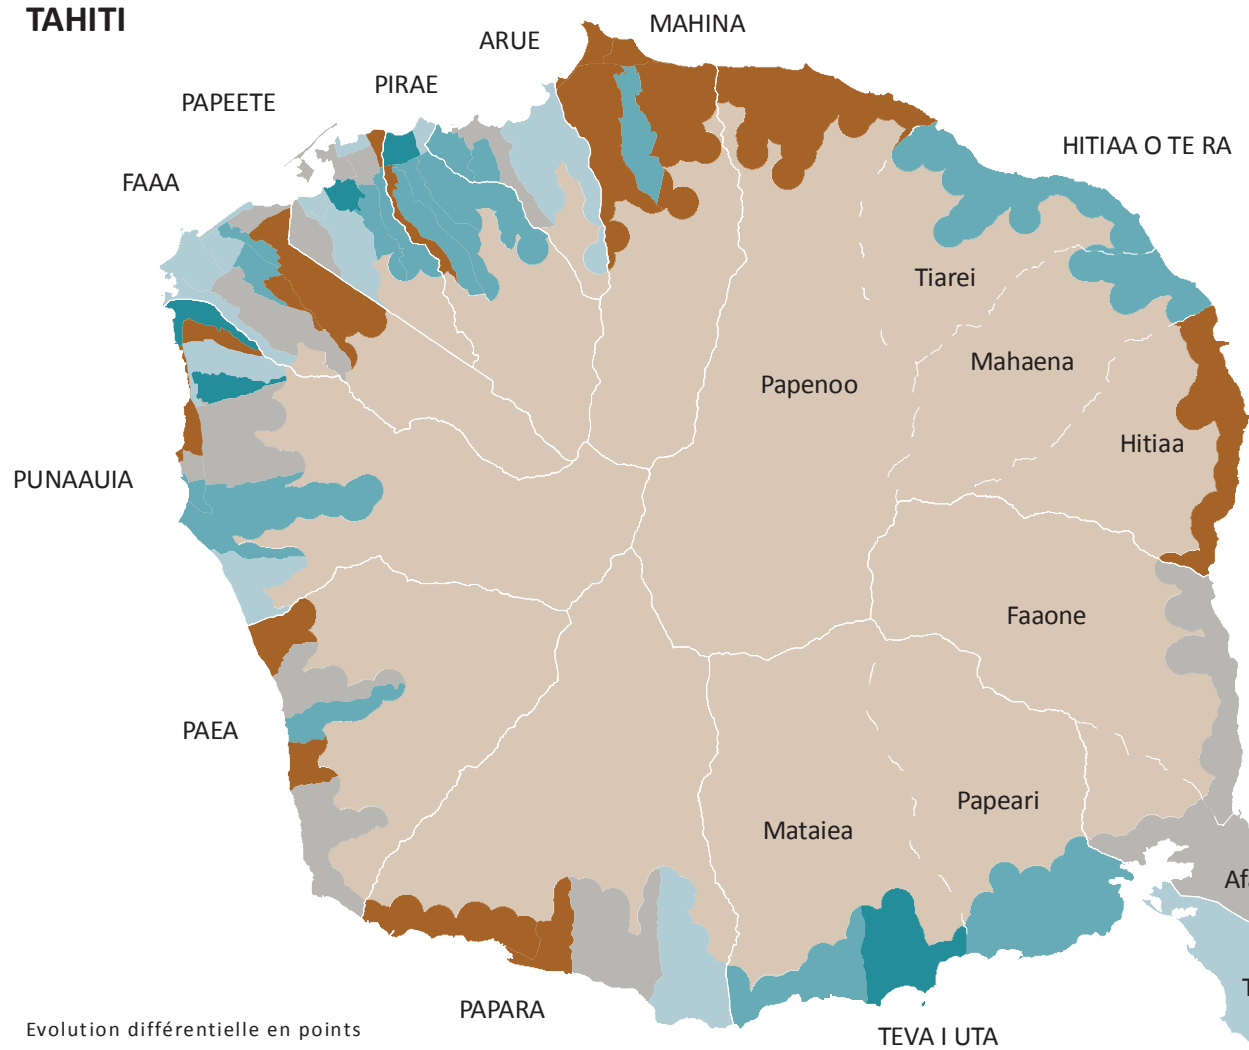 TAHITI
MAHINA
ARUE
PIRAE
PAPEETE
HITIAA O TE RA
FAAA
Tiarei
Mahaena
Papenoo
Hitiaa
PUNAAUIA
Faaone
PAEA
Papeari
Mataiea
Afa
T
PAPARA
Evolution différentielle en points
TEVA I UTA